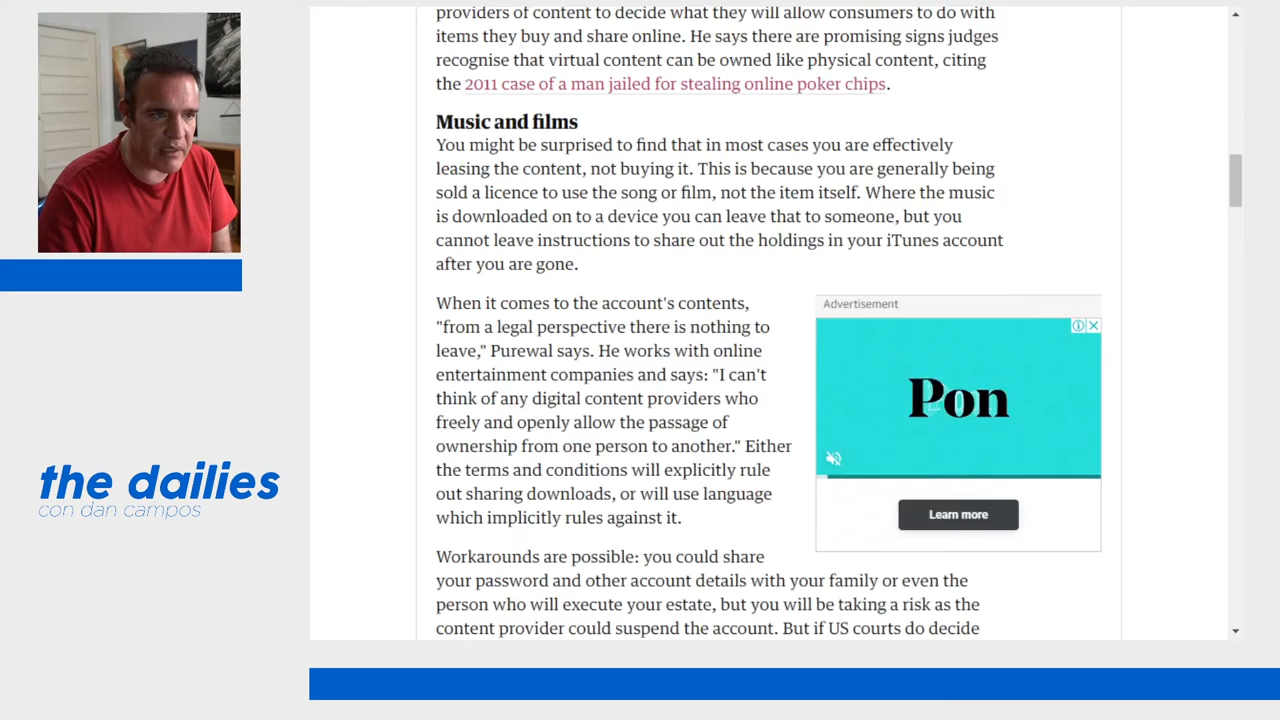 providers of content to decide what they will allow consumers to do with
items they buy and share online. He says there are promising signs judges
recognise that virtual content can be owned like physical content, citing
the 2011 case of a man jailed for stealing online poker chips.
Music and films
You might be surprised to find that in most cases you are effectively
leasing the content, not buying it. This is because you are generally being
sold a licence to use the song or film, not the item itself. Where the music
is downloaded on to a device you can leave that to someone, but you
cannot leave instructions to share out the holdings in your iTunes account
after you are gone.
When it comes to the account's contents,
"from a legal perspective there is nothing to
leave," Purewal says. He works with online
entertainment companies and says: "I can't
think of any digital content providers who
freely and openly allow the passage of
ownership from one person to another." Either
the terms and conditions will explicitly rule
out sharing downloads, or will use language
which implicitly rules against it.
Advertisement
Pon
Learn more
Workarounds are possible: you could share
your password and other account details with your family or even the
person who will execute your estate, but you will be taking a risk as the
content provider could suspend the account. But if US courts do decide
the dailies
con dan campos